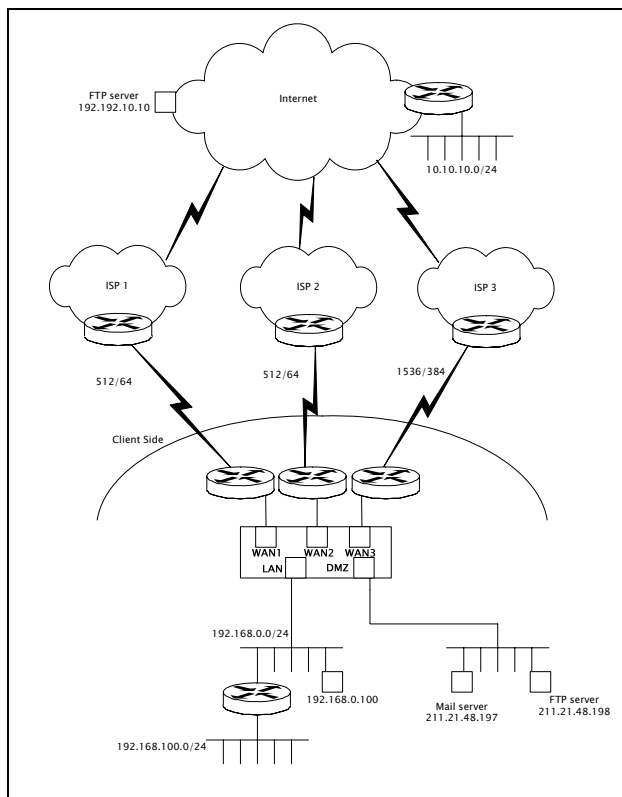 Internet
FTP server
192.192.10.10
10.10.10.0/24
ISP 1
ISP 2
ISP 3
512/64
512/64
1536/384
Client Side
WAN1
WAN2
WAN3
LAN
DMZ
192.168.0.0/24
192.168.0.100
Mail server
211.21.48.197
FTP server
211.21.48.198
192.168.100.0/24